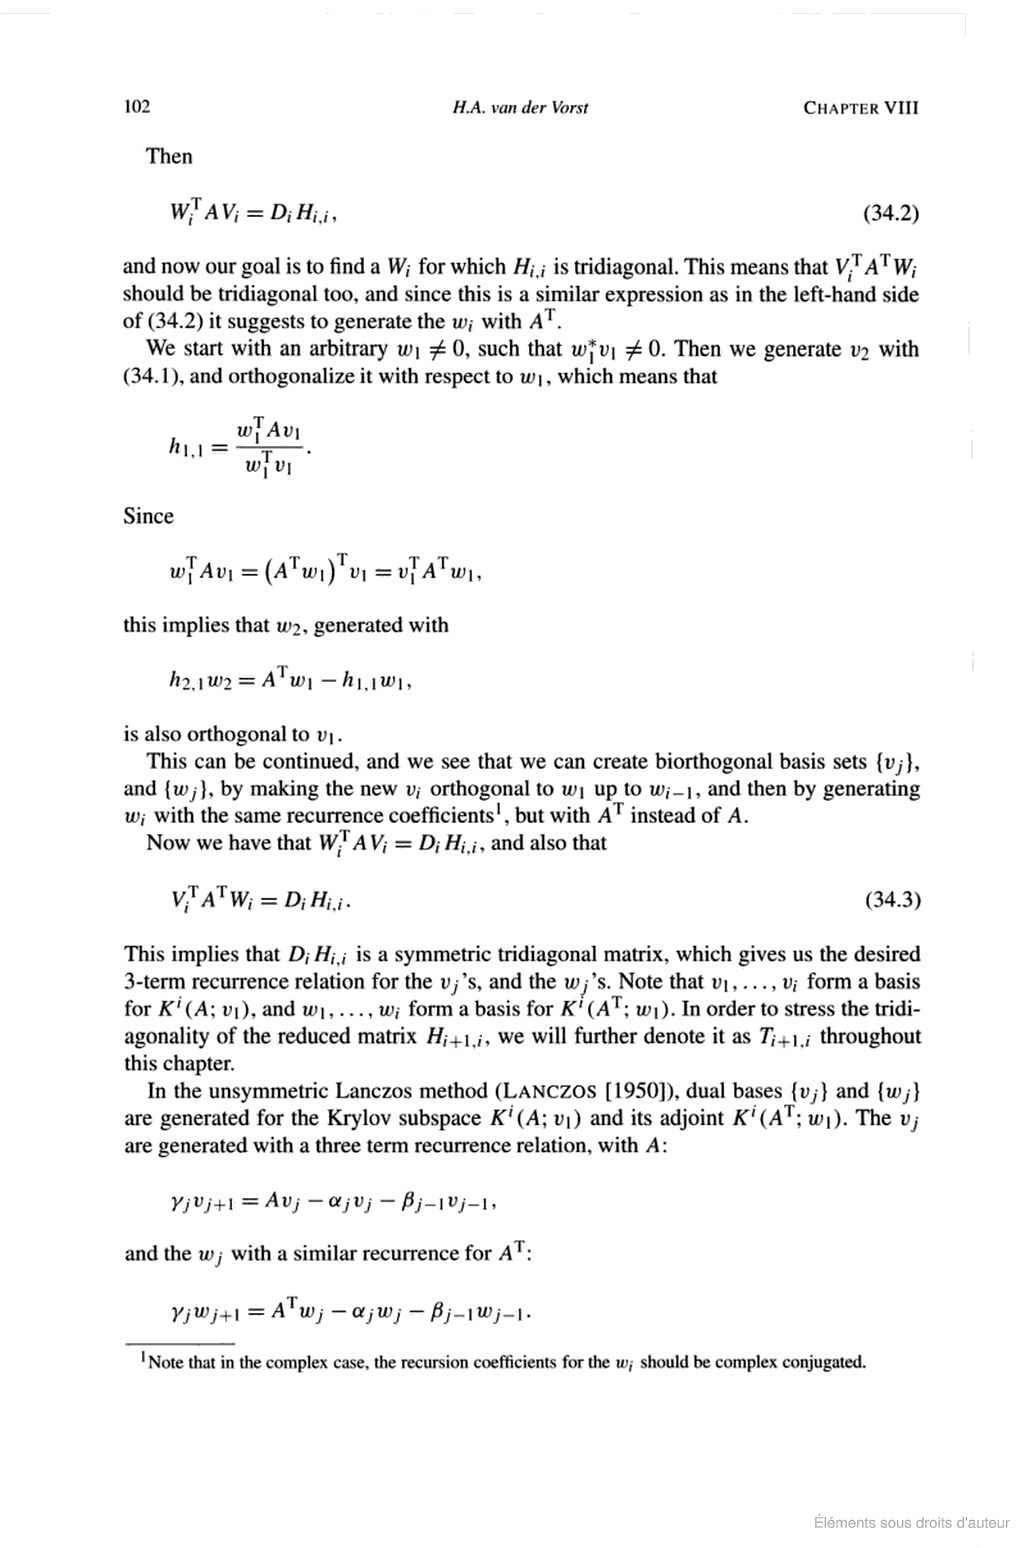 102 H.A. van der Vorst CHAPTER VIII
Then
W_i^T A V_i = D_i H_{i,i}, (34.2)
and now our goal is to find a W_i for which H_{i,i} is tridiagonal. This means that V_i^T A^T W_i
should be tridiagonal too, and since this is a similar expression as in the left-hand side
of (34.2) it suggests to generate the w_i with A^T.
We start with an arbitrary w_1 ≠ 0, such that w_1^* v_1 ≠ 0. Then we generate v_2 with
(34.1), and orthogonalize it with respect to w_1, which means that
h_{1,1} = \frac{w_1^T A v_1}{w_1^T v_1}.
Since
w_1^T A v_1 = (A^T w_1)^T v_1 = v_1^T A^T w_1,
this implies that w_2, generated with
h_{2,1} w_2 = A^T w_1 − h_{1,1} w_1,
is also orthogonal to v_1.
This can be continued, and we see that we can create biorthogonal basis sets {v_j},
and {w_j}, by making the new v_i orthogonal to w_1 up to w_{i−1}, and then by generating
w_i with the same recurrence coefficients^1, but with A^T instead of A.
Now we have that W_i^T A V_i = D_i H_{i,i}, and also that
V_i^T A^T W_i = D_i H_{i,i}. (34.3)
This implies that D_i H_{i,i} is a symmetric tridiagonal matrix, which gives us the desired
3-term recurrence relation for the v_j's, and the w_j's. Note that v_1, ..., v_i form a basis
for K^i(A; v_1), and w_1, ..., w_i form a basis for K^i(A^T; w_1). In order to stress the tridi-
agonality of the reduced matrix H_{i+1,i}, we will further denote it as T_{i+1,i} throughout
this chapter.
In the unsymmetric Lanczos method (LANCZOS [1950]), dual bases {v_j} and {w_j}
are generated for the Krylov subspace K^i(A; v_1) and its adjoint K^i(A^T; w_1). The v_j
are generated with a three term recurrence relation, with A:
γ_j v_{j+1} = A v_j − α_j v_j − β_{j−1} v_{j−1},
and the w_j with a similar recurrence for A^T:
γ_j w_{j+1} = A^T w_j − α_j w_j − β_{j−1} w_{j−1}.
^1 Note that in the complex case, the recursion coefficients for the w_i should be complex conjugated.
Éléments sous droits d'auteur